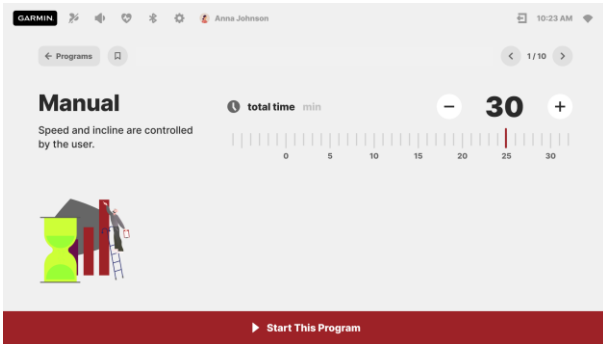 GARMIN
Anna Johnson
10:23 AM
Programs
1/10
Manual
Speed and incline are controlled
by the user.
total time min
30
0 5 10 15 20 25 30
Start This Program